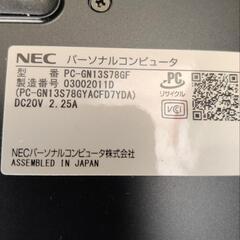 NEC パーソナルコンピュータ
型　番 PC-GN13S78GF
製造番号 03002011D
(PC-GN13S78GYACFD7YDA)
DC20V 2.25A
PC
リサイクル
VCCI
NECパーソナルコンピュータ株式会社
ASSEMBLED IN JAPAN